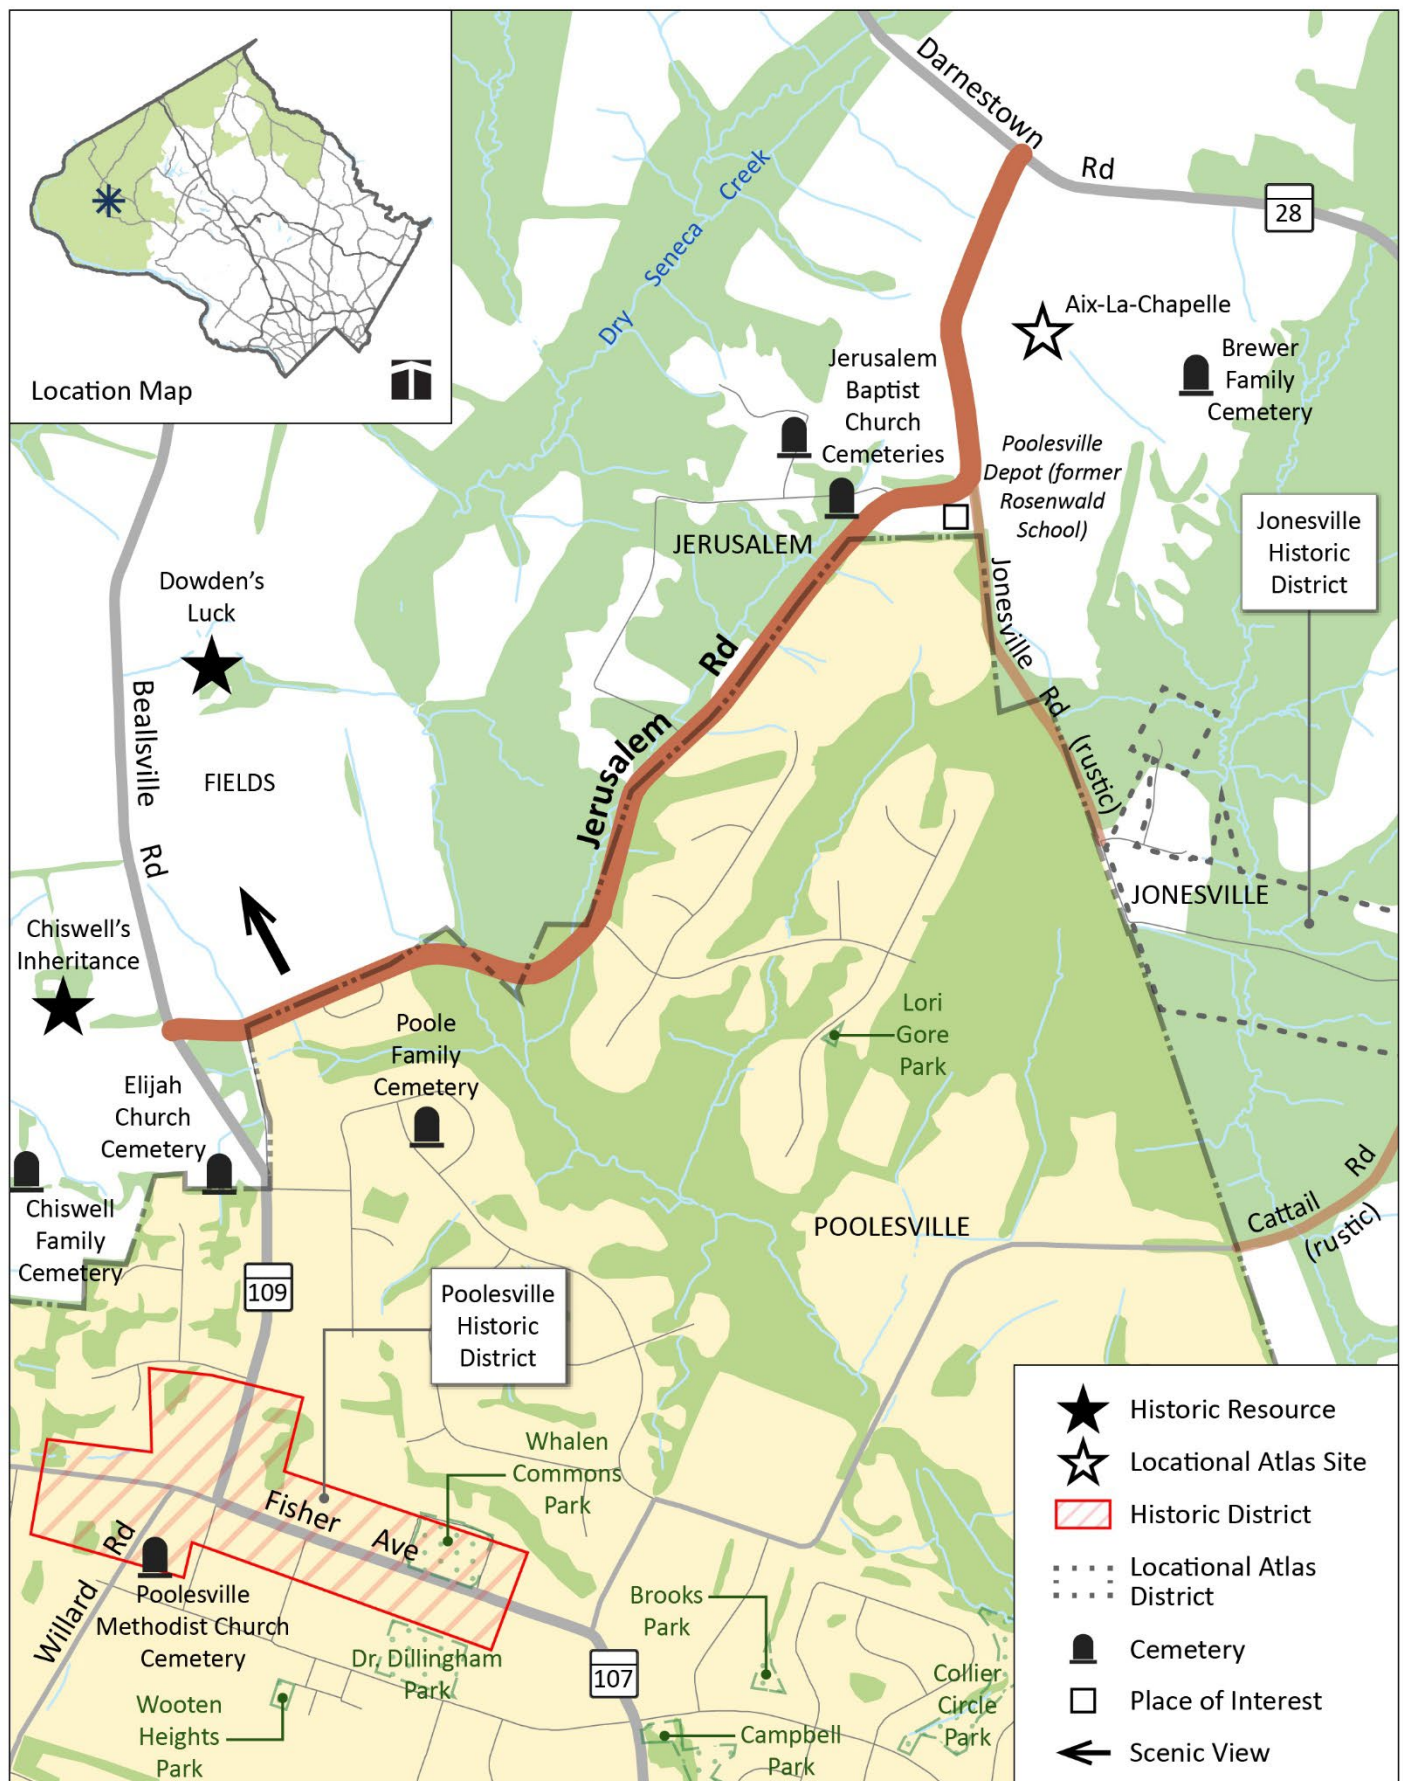 Location Map
Darnestown
Rd
28
Dry Seneca Creek
Aix-La-Chapelle
Brewer
Family
Cemetery
Jerusalem
Baptist
Church
Cemeteries
Poolesville
Depot (former
Rosenwald
School)
JERUSALEM
Jonesville
Historic
District
Dowden's
Luck
Jonesville
Rd
(rustic)
Beallsville
Rd
FIELDS
Jerusalem
Rd
JONESVILLE
Chiswell's
Inheritance
Lori
Gore
Park
Poole
Family
Cemetery
Elijah
Church
Cemetery
Chiswell
Family
Cemetery
Cattail
Rd
(rustic)
POOLESVILLE
109
Poolesville
Historic
District
Whalen
Commons
Park
Fisher
Ave
Willard
Rd
Poolesville
Methodist Church
Cemetery
Dr. Dillingham
Park
Wooten
Heights
Park
107
Brooks
Park
Campbell
Park
Collier
Circle
Park
Historic Resource
Locational Atlas Site
Historic District
Locational Atlas
District
Cemetery
Place of Interest
Scenic View